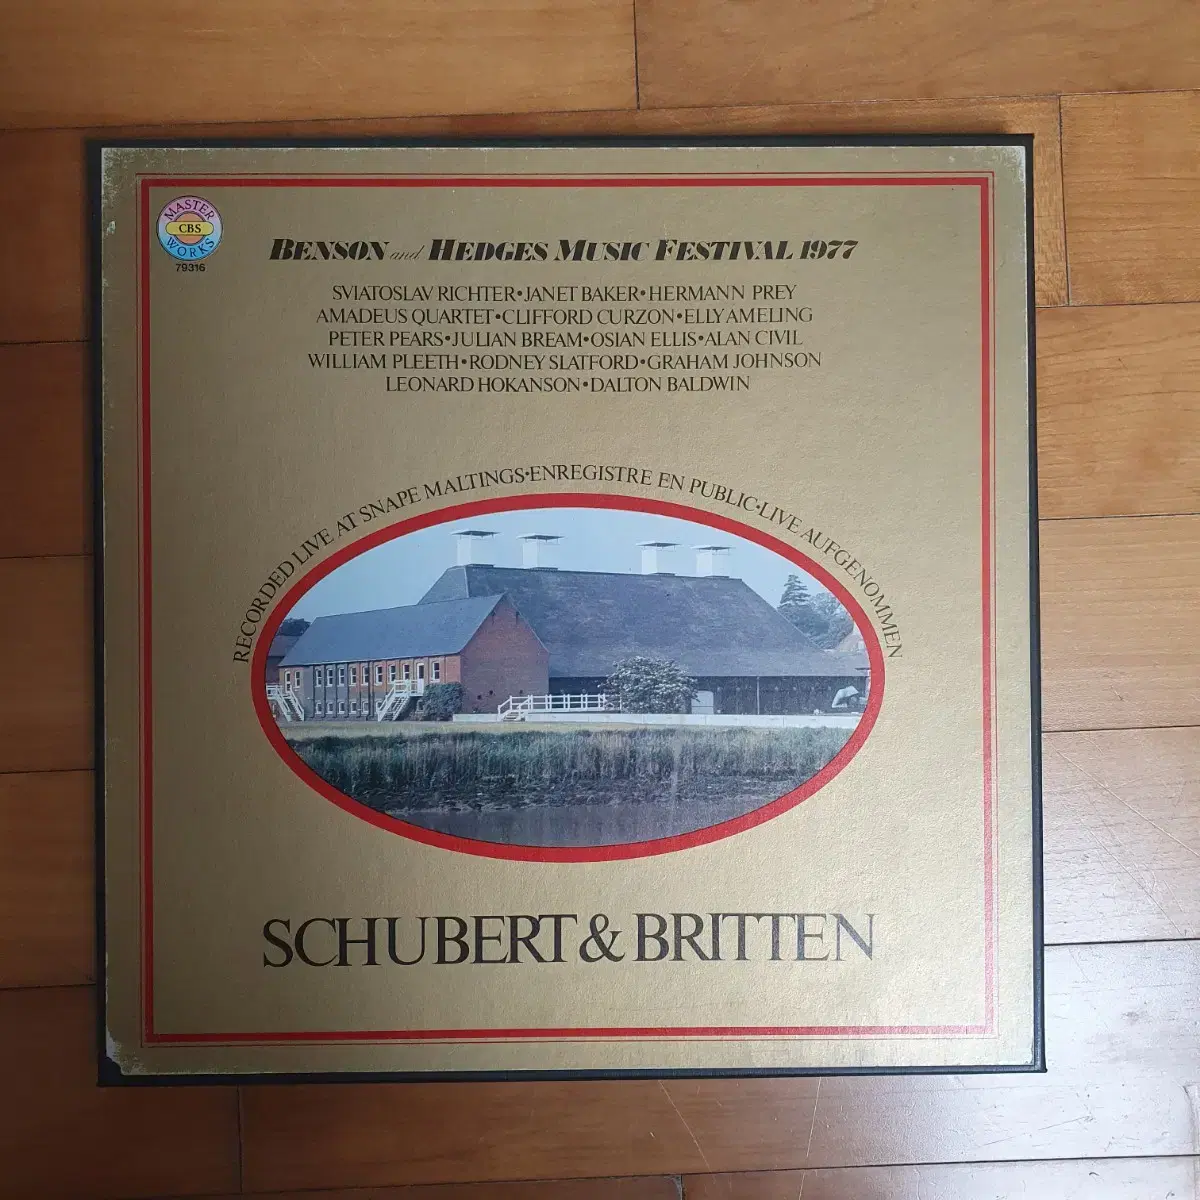 MASTER
CBS
WORKS
79316
BENSON and HEDGES MUSIC FESTIVAL 1977
SVIATOSLAV RICHTER•JANET BAKER•HERMANN PREY
AMADEUS QUARTET•CLIFFORD CURZON•ELLY AMELING
PETER PEARS•JULIAN BREAM•OSIAN ELLIS•ALAN CIVIL
WILLIAM PLEETH•RODNEY SLATFORD•GRAHAM JOHNSON
LEONARD HOKANSON•DALTON BALDWIN
RECORDED LIVE AT SNAPE MALTINGS•ENREGISTRE EN PUBLIC•LIVE AUFGENOMMEN
SCHUBERT & BRITTEN